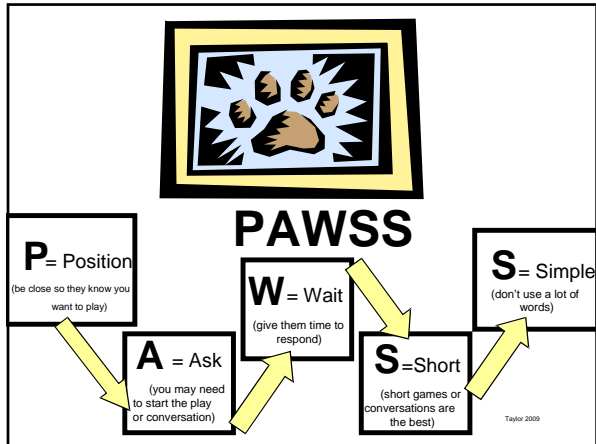 PAWSS
P= Position
(be close so they know you
want to play)
A = Ask
(you may need
to start the play
or conversation)
W = Wait
(give them time to
respond)
S =Short
(short games or
conversations are
the best)
S = Simple
(don't use a lot of
words)
Taylor 2009